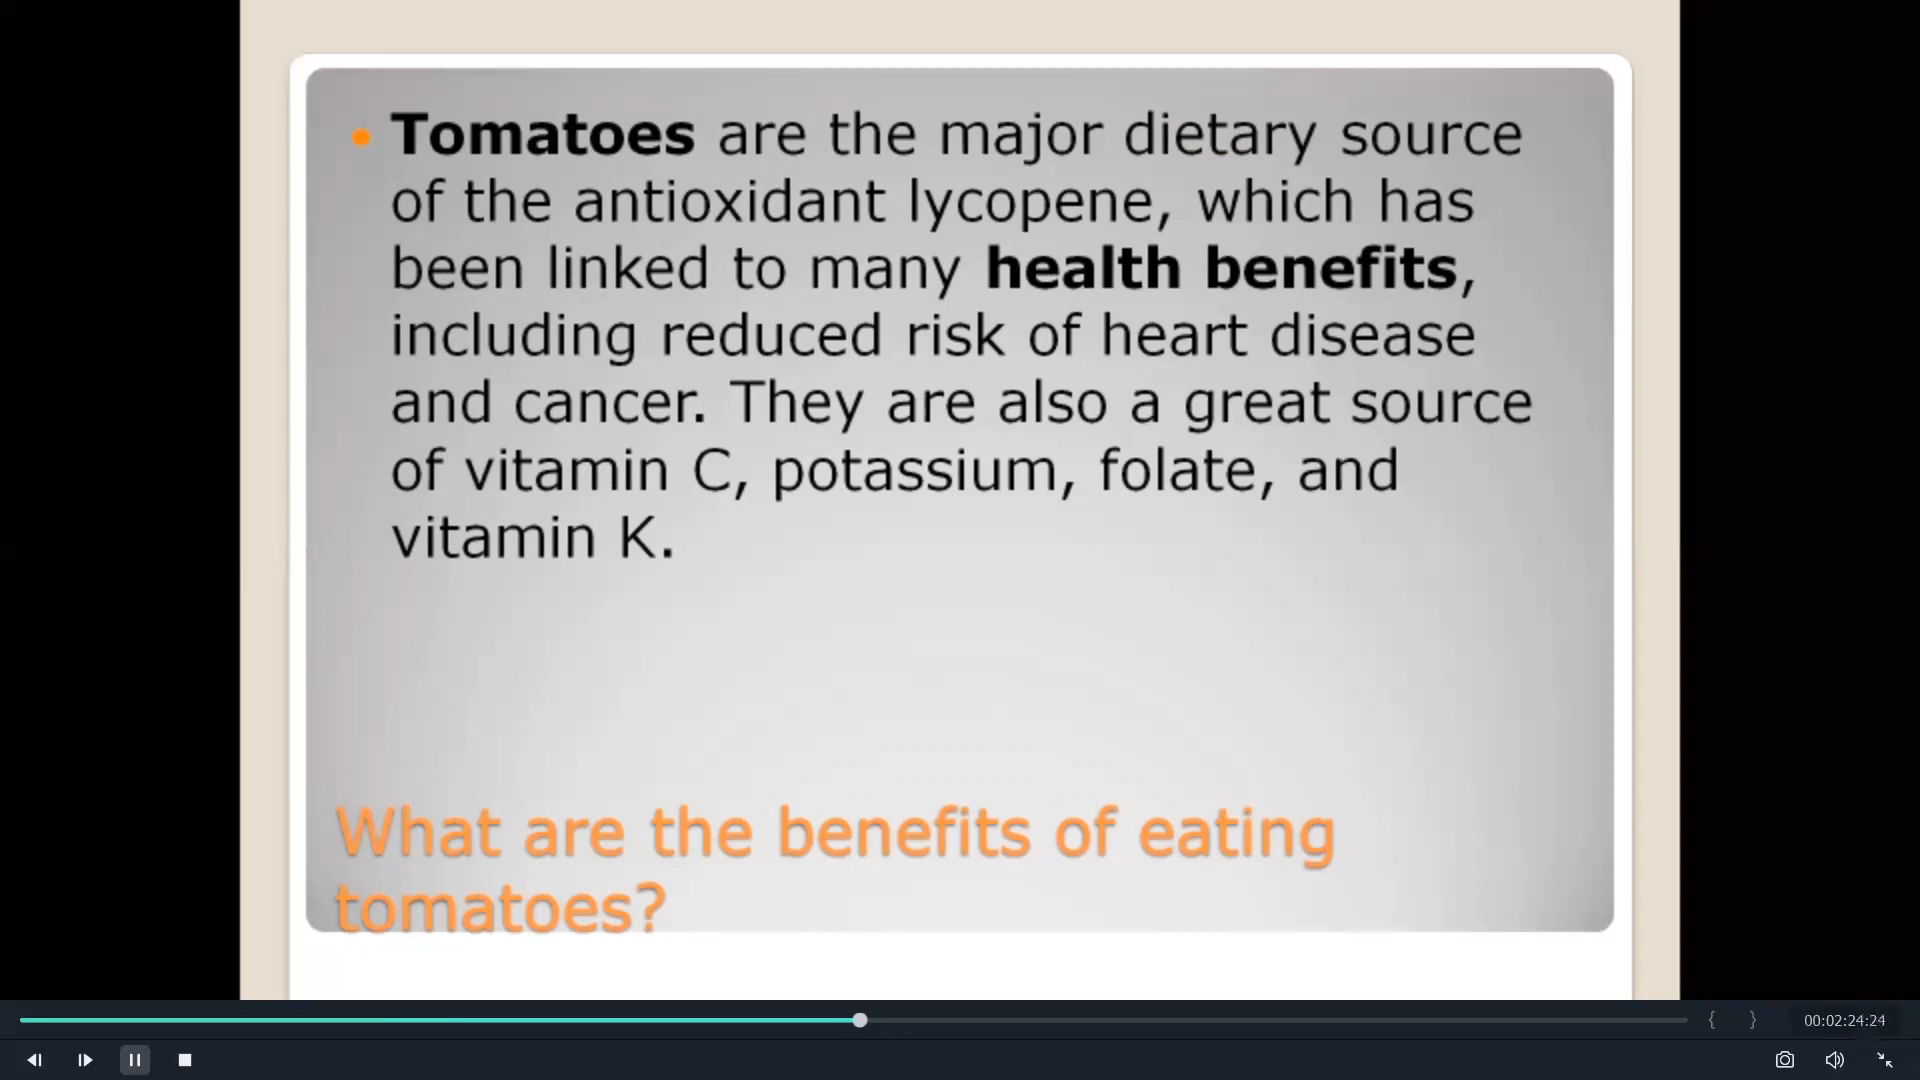 Tomatoes are the major dietary source
of the antioxidant lycopene, which has
been linked to many health benefits,
including reduced risk of heart disease
and cancer. They are also a great source
of vitamin C, potassium, folate, and
vitamin K.
What are the benefits of eating
tomatoes?
{ } 00:02:24:24